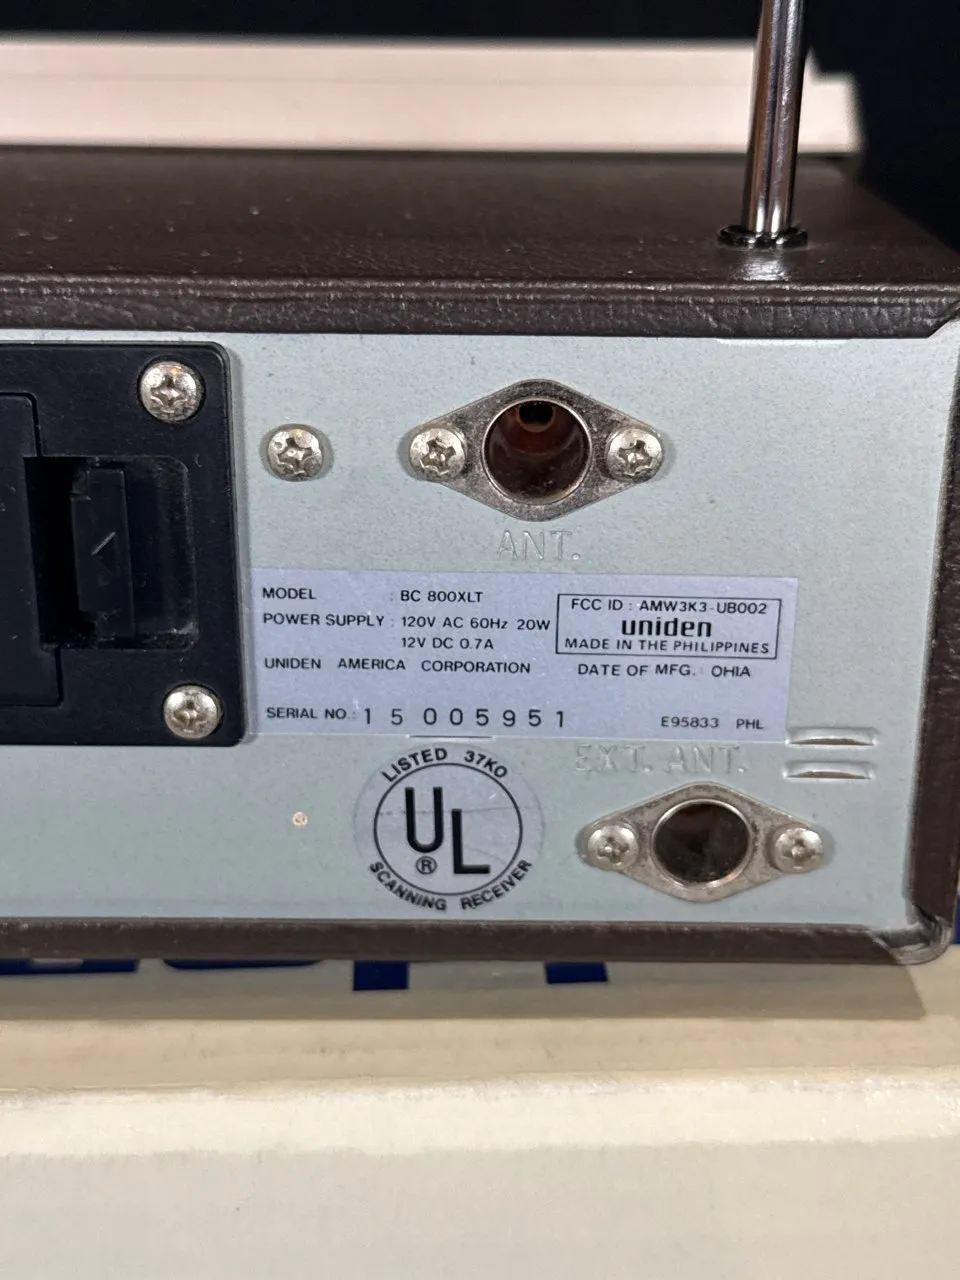 ANT.
MODEL : BC 800XLT
POWER SUPPLY : 120V AC 60Hz 20W
12V DC 0.7A
UNIDEN AMERICA CORPORATION
SERIAL NO.: 15005951
FCC ID : AMW3K3-UB002
uniden
MADE IN THE PHILIPPINES
DATE OF MFG. OHIA
E95833 PHL
EXT. ANT.
LISTED 37KO
UL
®
SCANNING RECEIVER